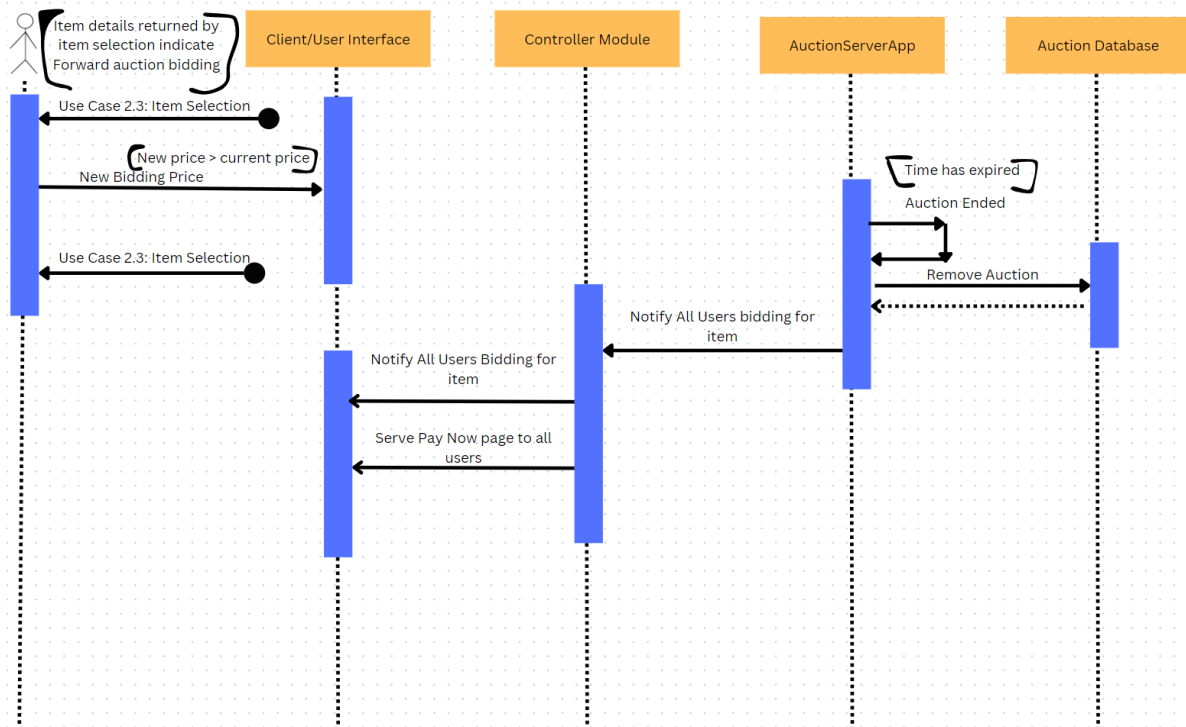 Item details returned by
item selection indicate
Forward auction bidding
Client/User Interface
Controller Module
AuctionServerApp
Auction Database
Use Case 2.3: Item Selection
New price > current price
New Bidding Price
Time has expired
Auction Ended
Use Case 2.3: Item Selection
Remove Auction
Notify All Users bidding for
item
Notify All Users Bidding for
item
Serve Pay Now page to all
users